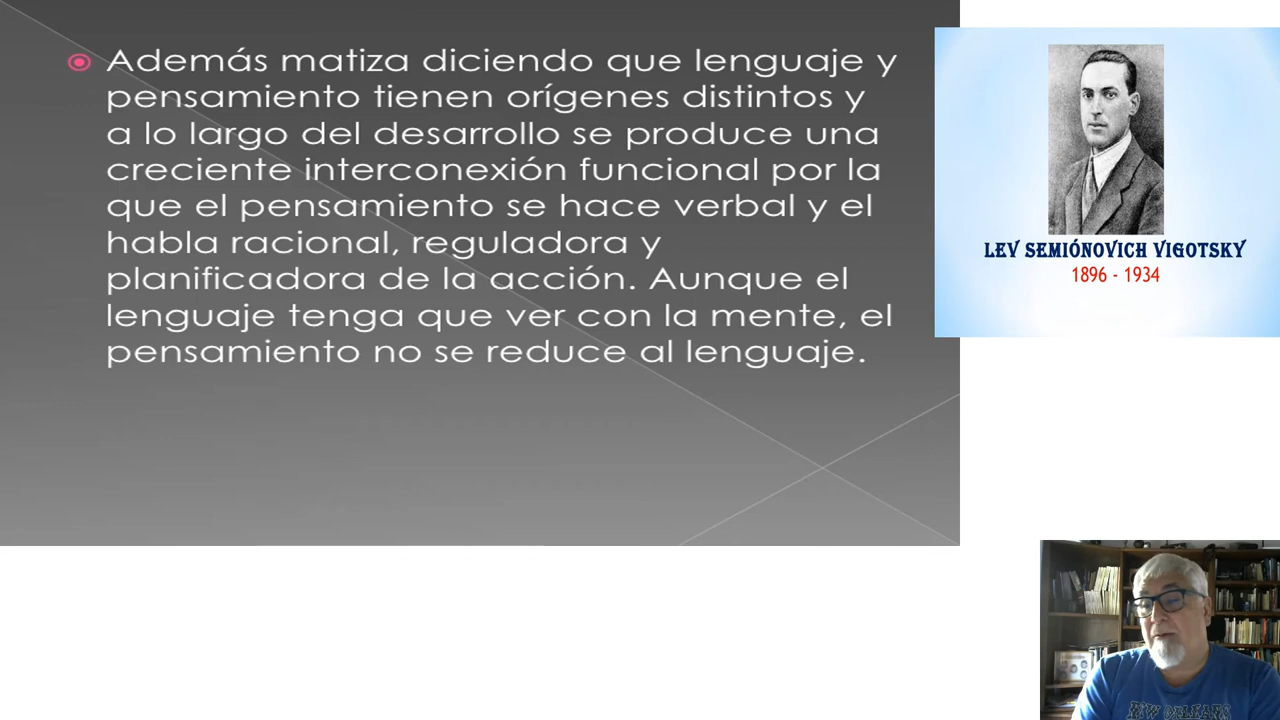 Además matiza diciendo que lenguaje y
pensamiento tienen orígenes distintos y
a lo largo del desarrollo se produce una
creciente interconexión funcional por la
que el pensamiento se hace verbal y el
habla racional, reguladora y
planificadora de la acción. Aunque el
lenguaje tenga que ver con la mente, el
pensamiento no se reduce al lenguaje.
LEV SEMIÓNOVICH VIGOTSKY
1896 - 1934
NEW ORLEANS